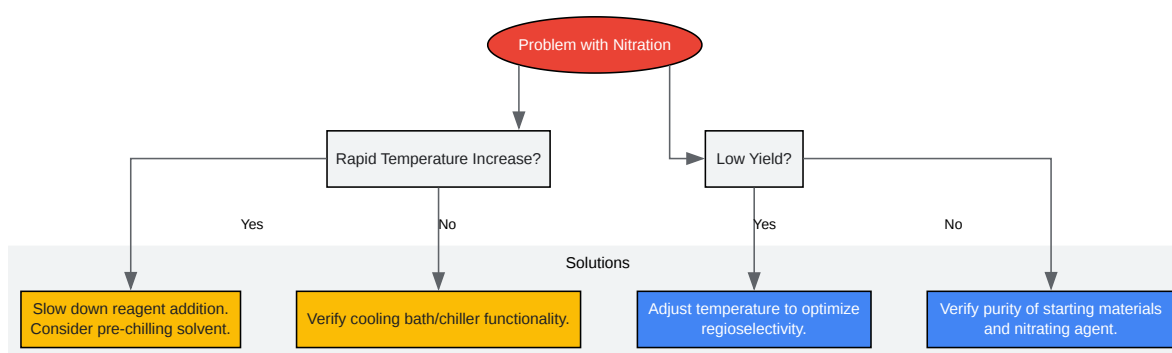 Problem with Nitration
Rapid Temperature Increase?
Low Yield?
Yes
No
Yes
No
Solutions
Slow down reagent addition.
Consider pre-chilling solvent.
Verify cooling bath/chiller functionality.
Adjust temperature to optimize
regioselectivity.
Verify purity of starting materials
and nitrating agent.